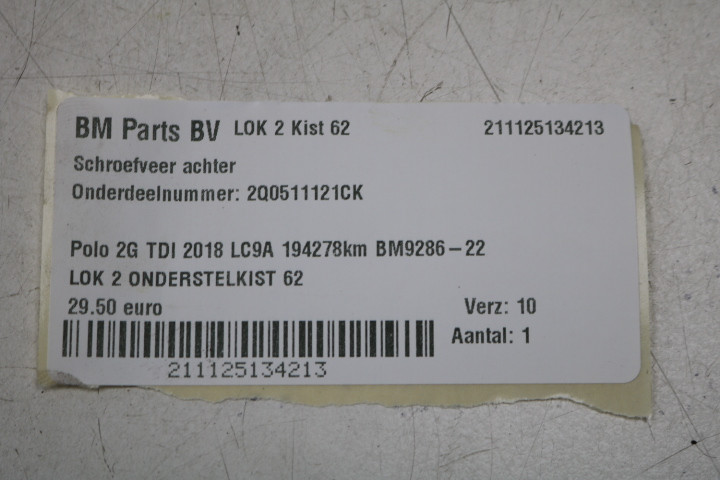 BM Parts BV LOK 2 Kist 62 211125134213
Schroefveer achter
Onderdeelnummer: 2Q0511121CK
Polo 2G TDI 2018 LC9A 194278km BM9286-22
LOK 2 ONDERSTELKIST 62
29.50 euro Verz: 10
Aantal: 1
211125134213